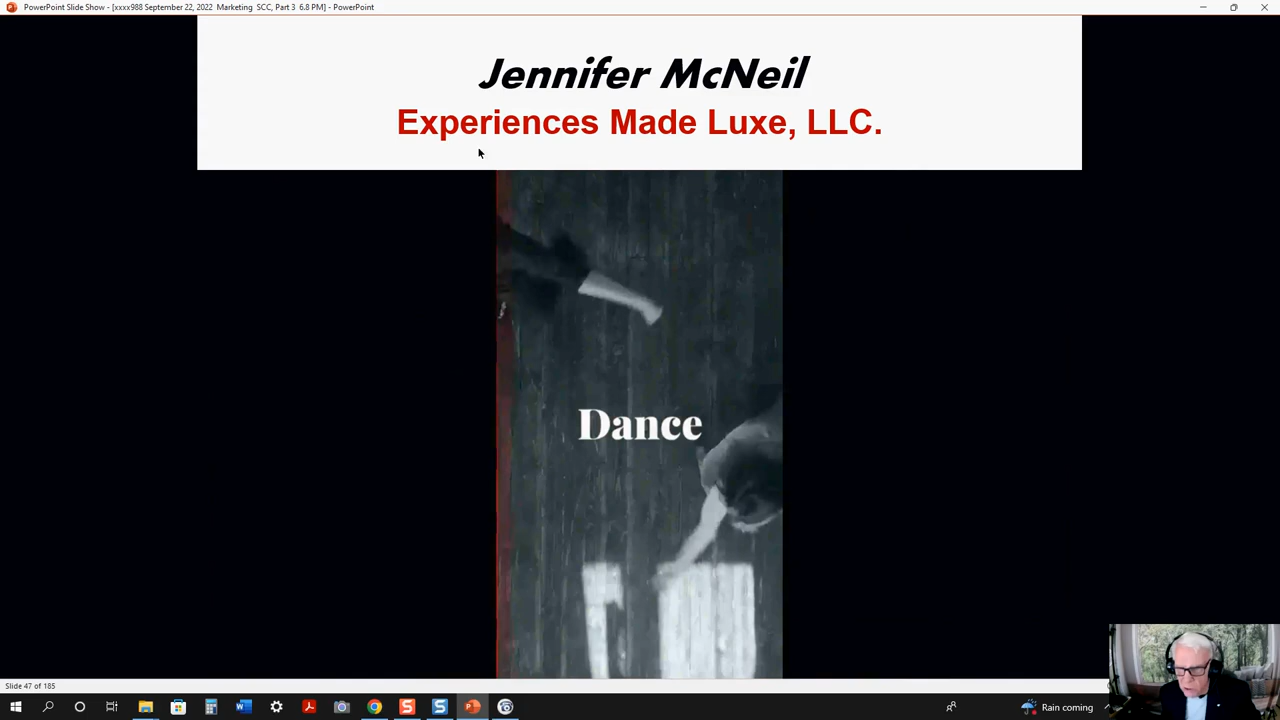 PowerPoint Slide Show - [xxxx988 September 22, 2022 Marketing SCC, Part 3 6.8 PM] - PowerPoint
Jennifer McNeil
Experiences Made Luxe, LLC.
Dance
Slide 47 of 185
Rain coming